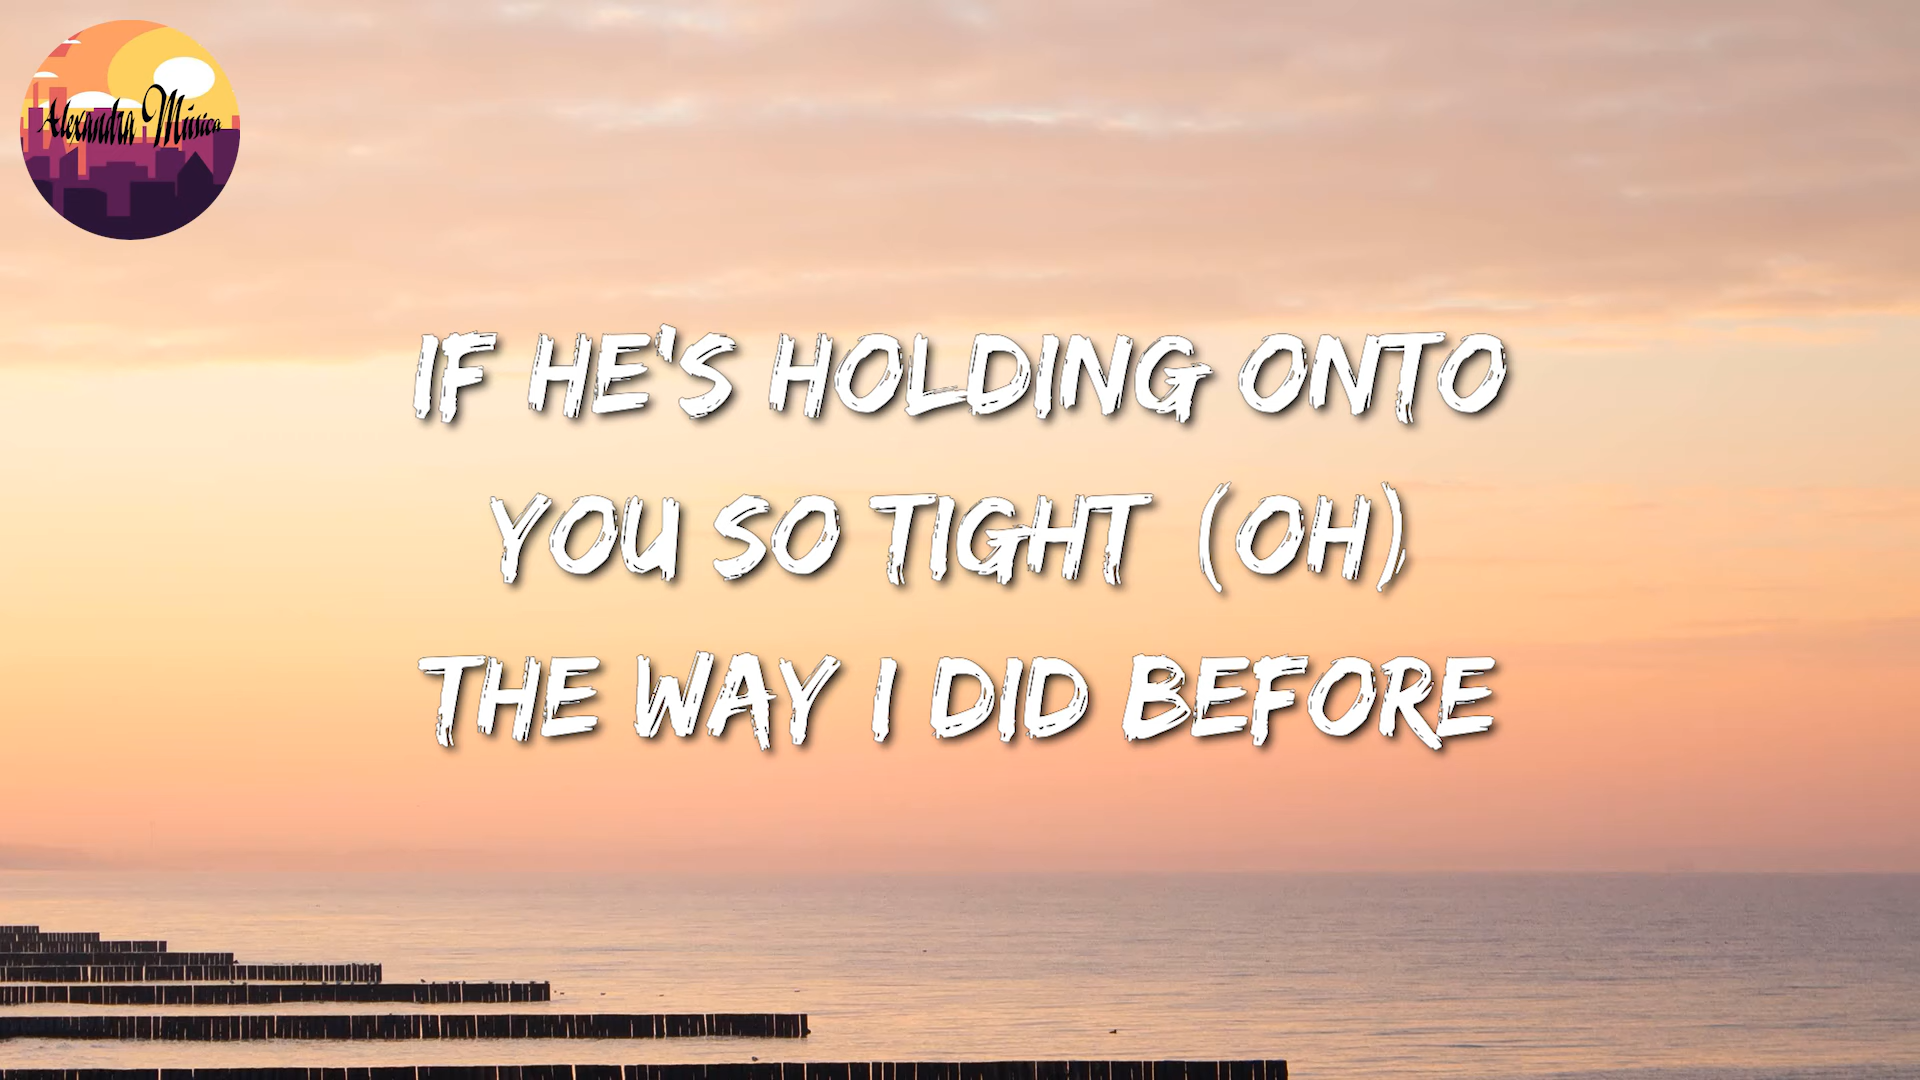 Alexandra Música
IF HE'S HOLDING ONTO
YOU SO TIGHT (OH)
THE WAY I DID BEFORE